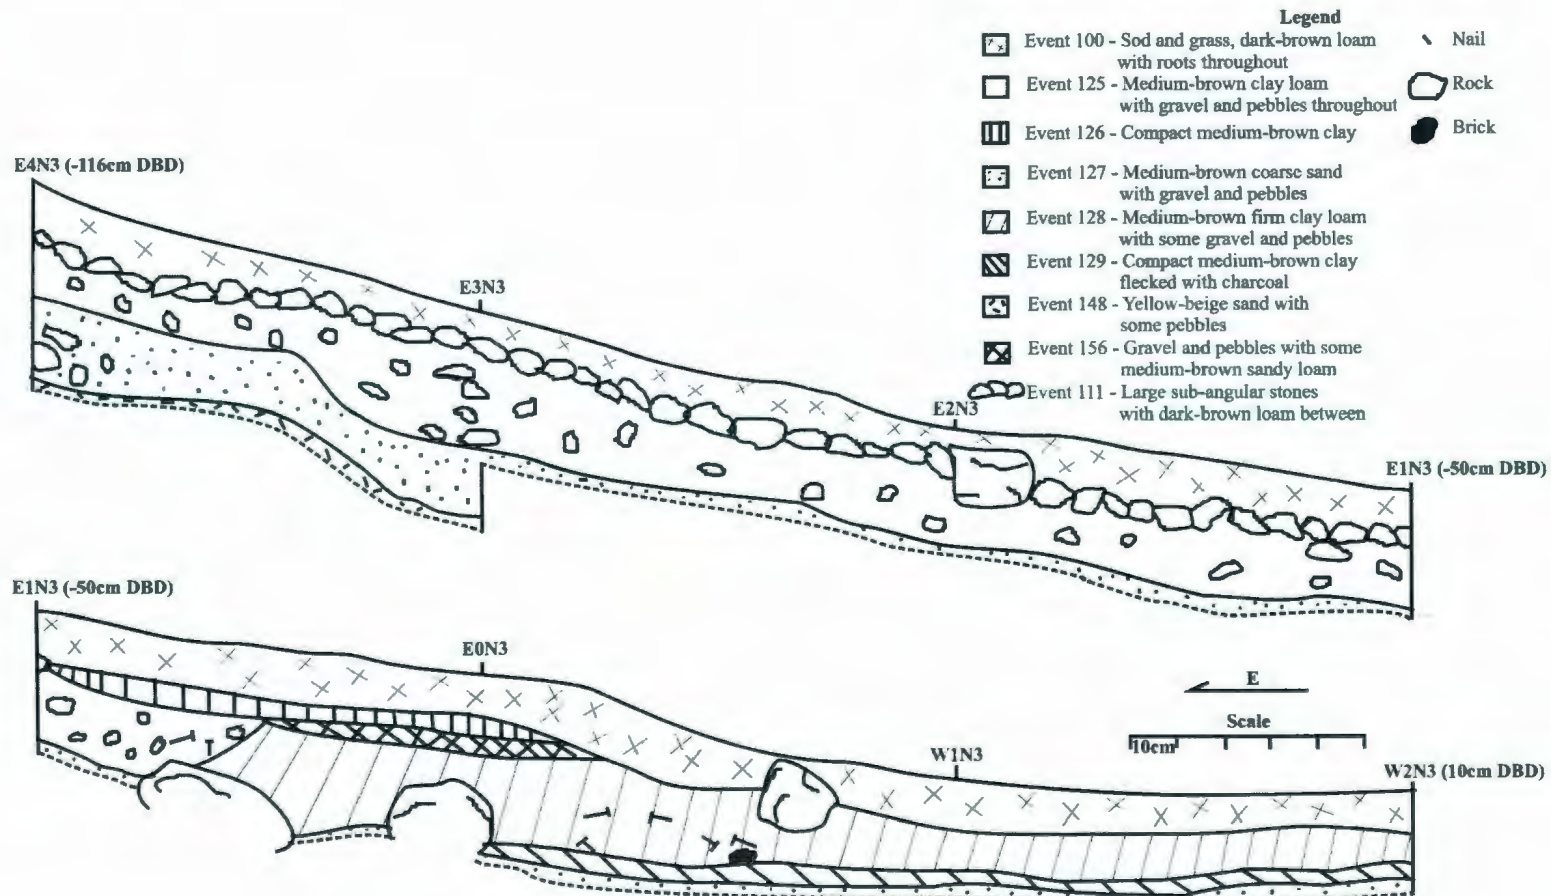 Legend
Event 100 - Sod and grass, dark-brown loam
with roots throughout
Event 125 - Medium-brown clay loam
with gravel and pebbles throughout
Event 126 - Compact medium-brown clay
Event 127 - Medium-brown coarse sand
with gravel and pebbles
Event 128 - Medium-brown firm clay loam
with some gravel and pebbles
Event 129 - Compact medium-brown clay
flecked with charcoal
Event 148 - Yellow-beige sand with
some pebbles
Event 156 - Gravel and pebbles with some
medium-brown sandy loam
Event 111 - Large sub-angular stones
with dark-brown loam between
Nail
Rock
Brick
E4N3 (-116cm DBD)
E3N3
E2N3
E1N3 (-50cm DBD)
E1N3 (-50cm DBD)
E0N3
W1N3
W2N3 (10cm DBD)
E
Scale
10cm